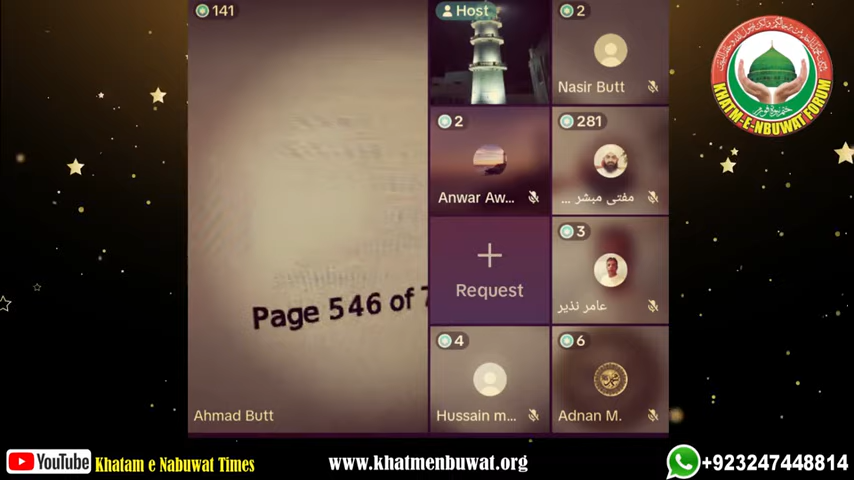 141
Host
2
Nasir Butt
2
Anwar Aw...
281
مفتی مبشر ...
Request
3
عامر نذیر
Page 546 of
4
Hussain m...
6
Adnan M.
Ahmad Butt
KHATM-E-NBUWAT FORUM
YouTube Khatam e Nabuwat Times
www.khatmenbuwat.org
+923247448814